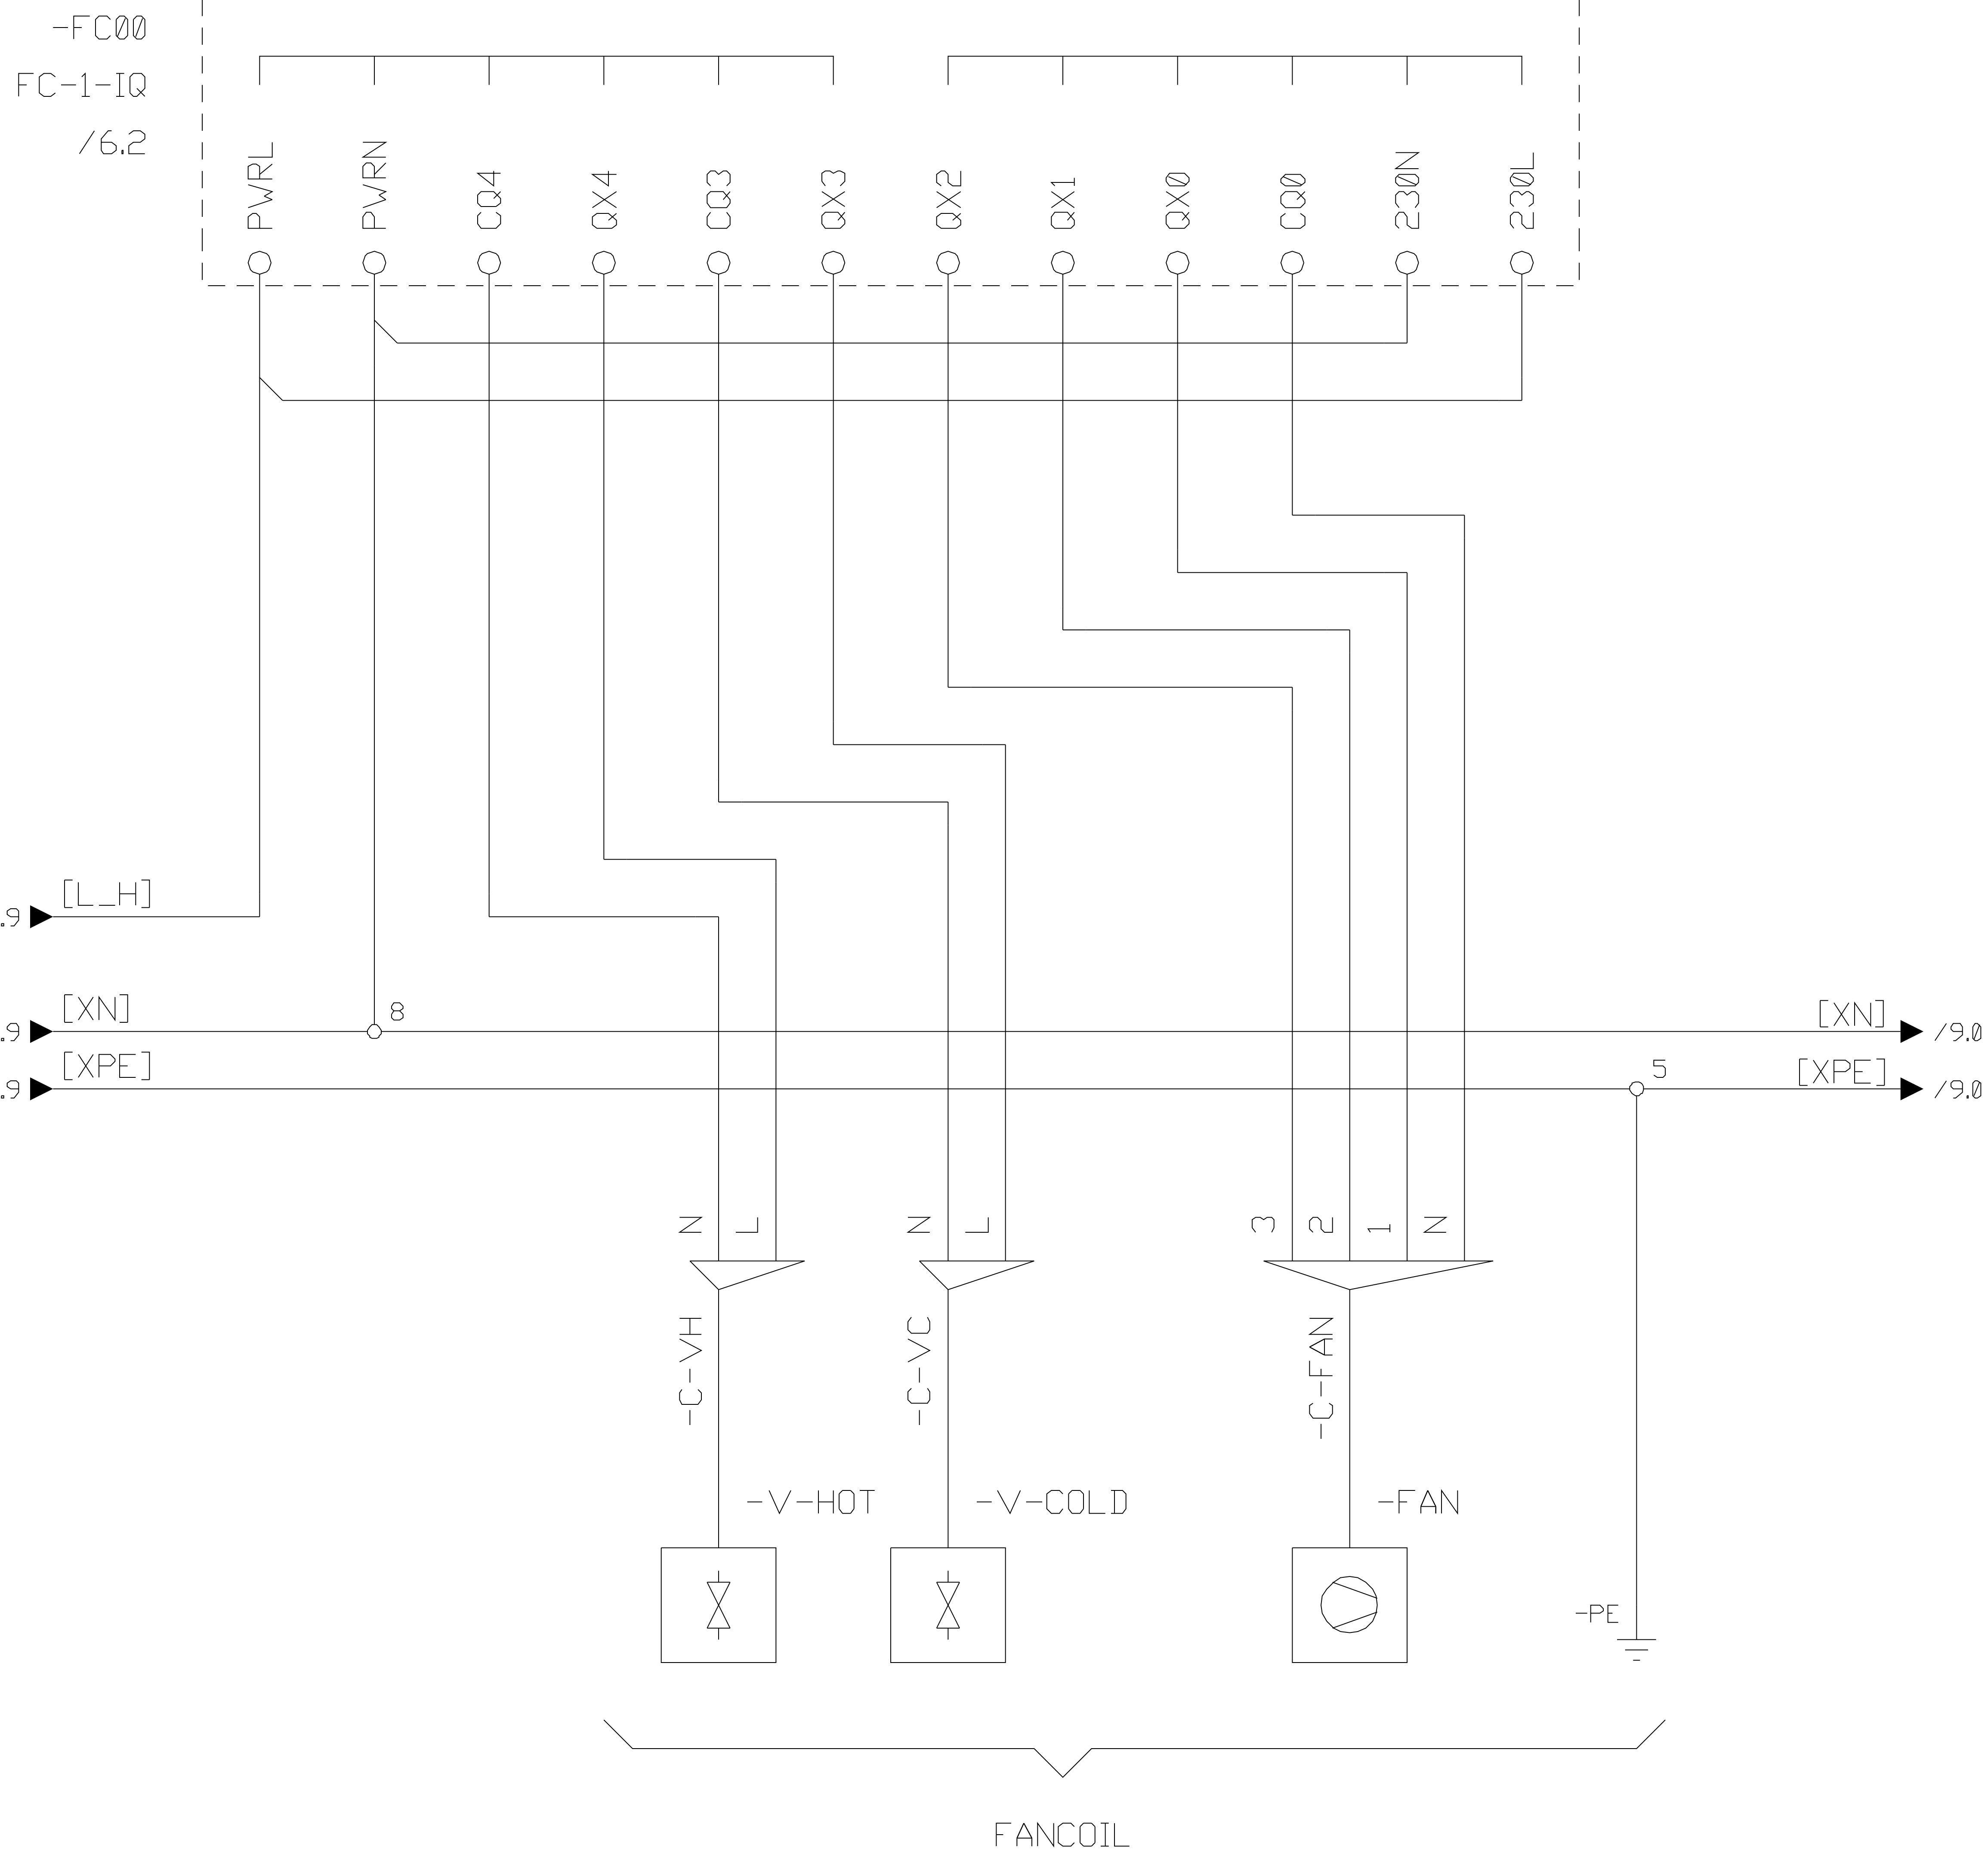 -FC00
FC-1-IQ
/6.2
PWRL
PWRN
CQ4
QX4
CQ3
QX3
QX2
QX1
QX0
CQ0
230N
230L
.9
[L_H]
.9
[XN]
8
[XN]
/9.0
.9
[XPE]
5
[XPE]
/9.0
N
L
N
L
3
2
1
N
-C-VH
-C-VC
-C-FAN
-V-HOT
-V-COLD
-FAN
-PE
FANCOIL